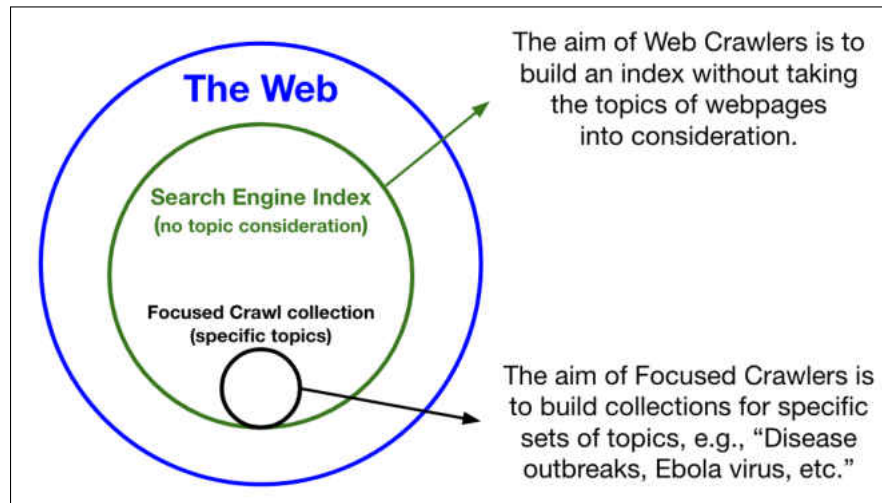 The Web
Search Engine Index
(no topic consideration)
Focused Crawl collection
(specific topics)
The aim of Web Crawlers is to
build an index without taking
the topics of webpages
into consideration.
The aim of Focused Crawlers is
to build collections for specific
sets of topics, e.g., “Disease
outbreaks, Ebola virus, etc.”